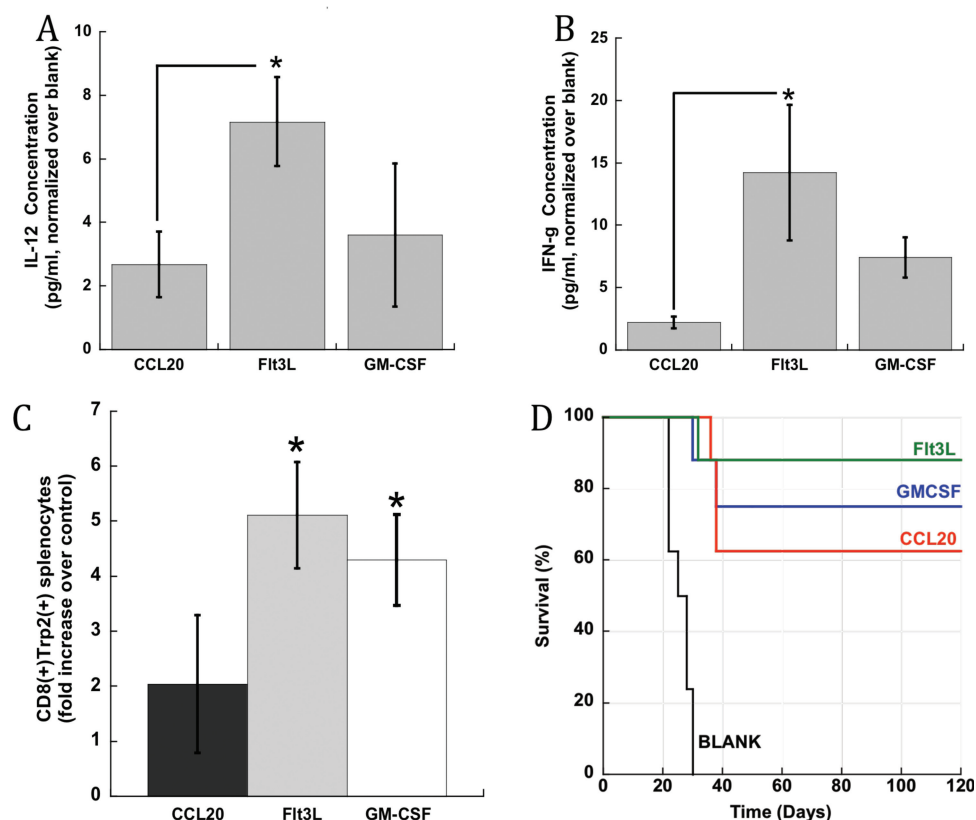 A
IL-12 Concentration
(pg/ml, normalized over blank)
10
8
6
4
2
0
*
CCL20
Flt3L
GM-CSF
B
IFN-g Concentration
(pg/ml, normalized over blank)
25
20
15
10
5
0
*
CCL20
Flt3L
GM-CSF
C
CD8(+)Trp2(+) splenocytes
(fold increase over control)
7
6
5
4
3
2
1
0
*
*
CCL20
Flt3L
GM-CSF
D
Survival (%)
100
80
60
40
20
0
Flt3L
GMCSF
CCL20
BLANK
0
20
40
60
80
100
120
Time (Days)